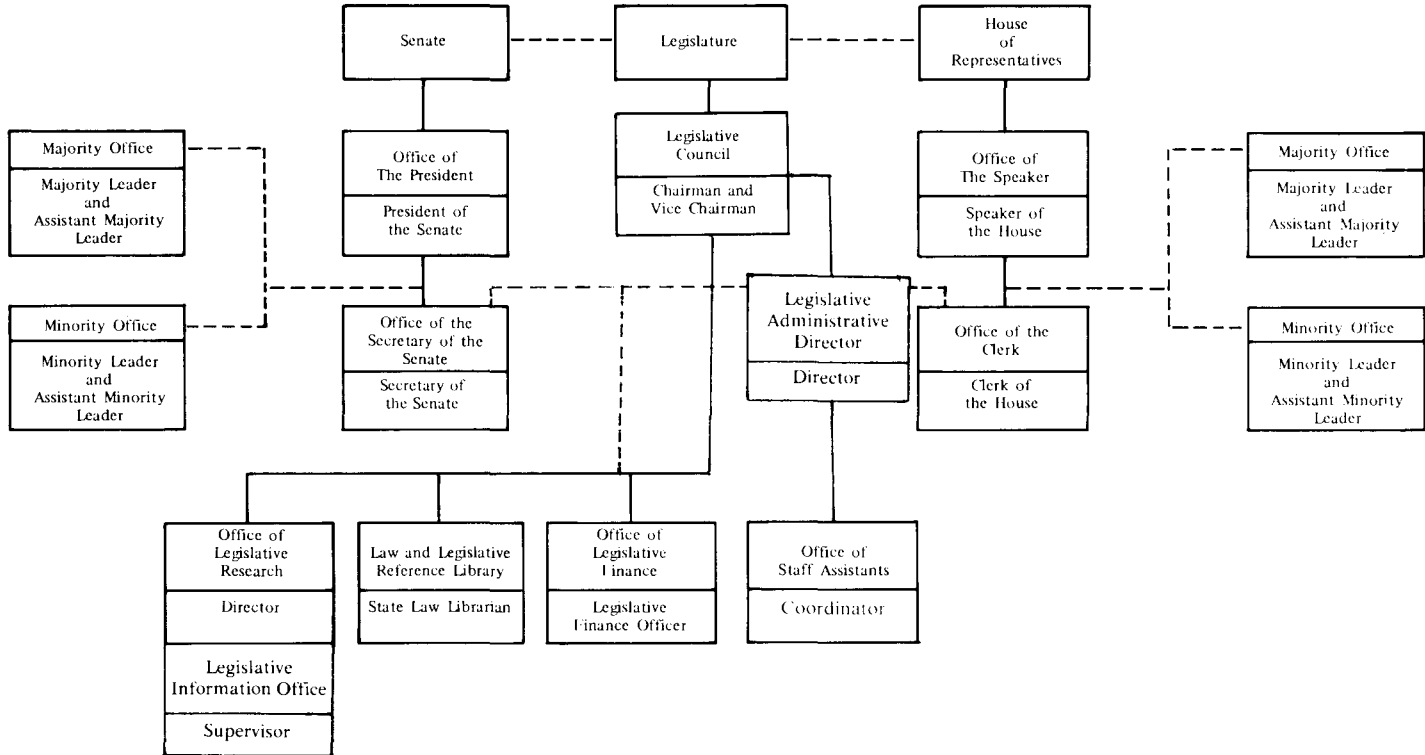 Senate
Legislature
House
of
Representatives
Majority Office
Majority Leader
and
Assistant Majority
Leader
Office of
The President
President of
the Senate
Legislative
Council
Chairman and
Vice Chairman
Office of
The Speaker
Speaker of
the House
Majority Office
Majority Leader
and
Assistant Majority
Leader
Minority Office
Minority Leader
and
Assistant Minority
Leader
Office of the
Secretary of the
Senate
Secretary of
the Senate
Legislative
Administrative
Director
Director
Office of the
Clerk
Clerk of
the House
Minority Office
Minority Leader
and
Assistant Minority
Leader
Office of
Legislative
Research
Director
Legislative
Information Office
Supervisor
Law and Legislative
Reference Library
State Law Librarian
Office of
Legislative
Finance
Legislative
Finance Officer
Office of
Staff Assistants
Coordinator